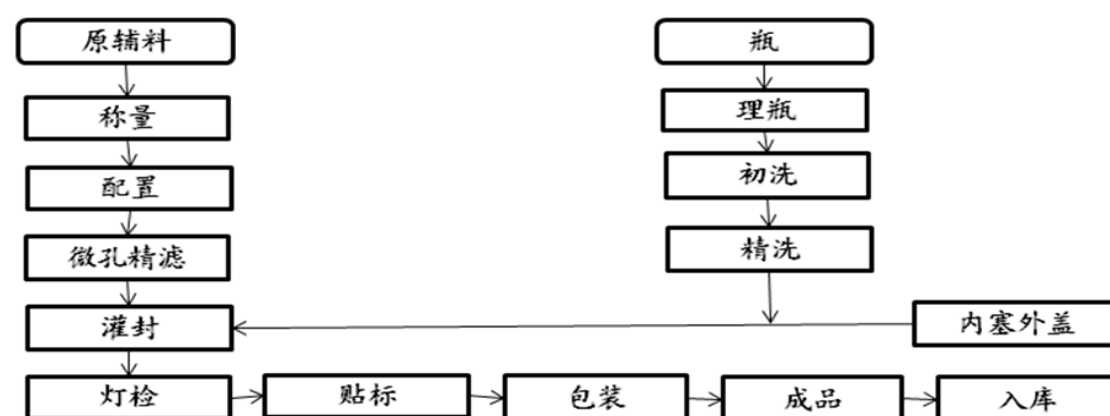 原辅料
瓶
称量
理瓶
配置
初洗
微孔精滤
精洗
灌封
内塞外盖
灯检
贴标
包装
成品
入库